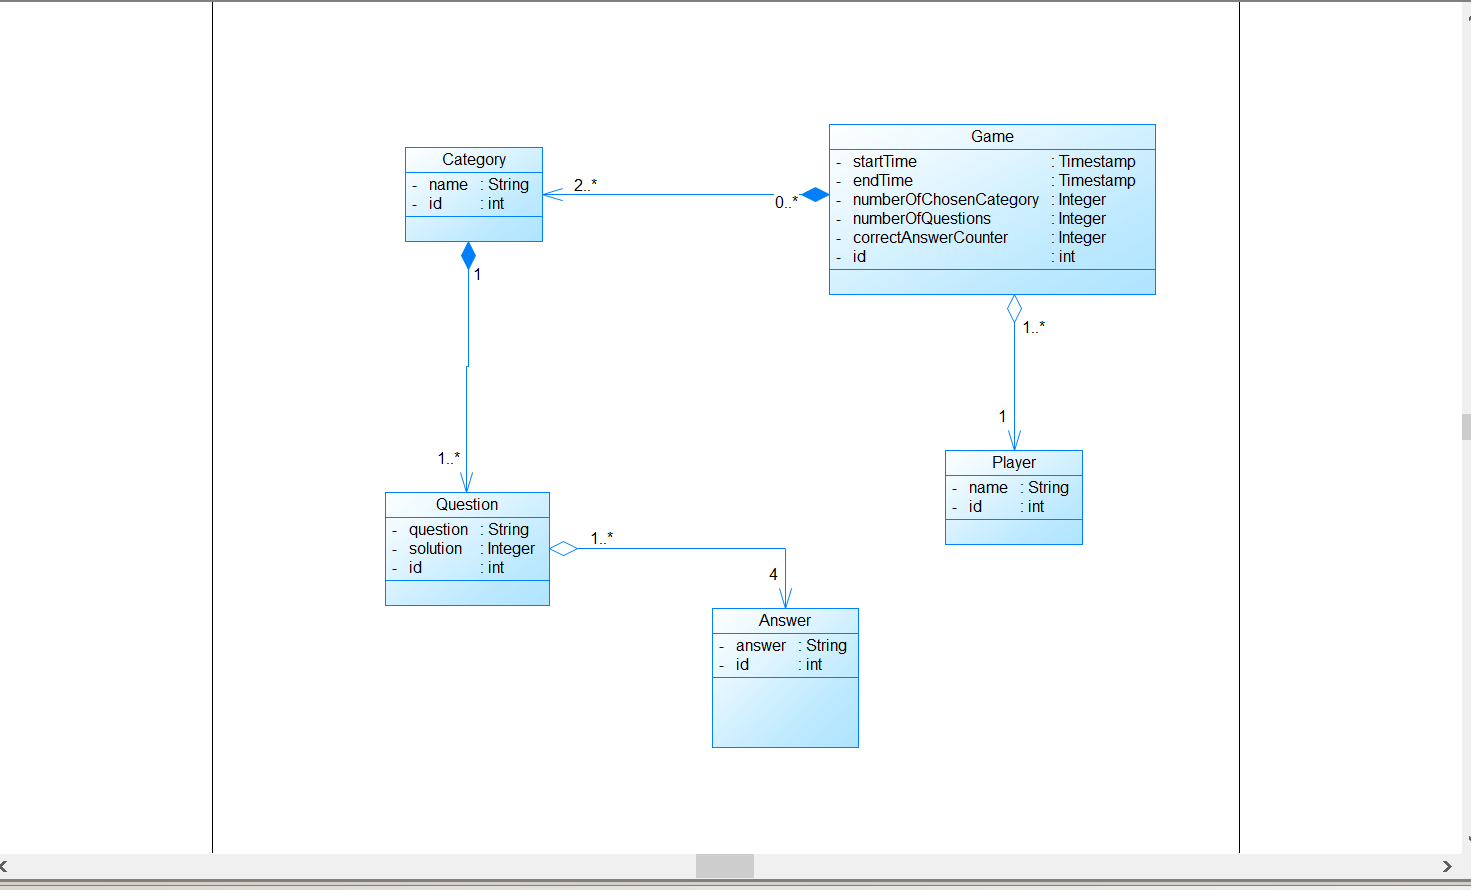 Game
- startTime : Timestamp
- endTime : Timestamp
- numberOfChosenCategory : Integer
- numberOfQuestions : Integer
- correctAnswerCounter : Integer
- id : int
Category
- name : String
- id : int
2..*
0..*
1
1..*
1..*
1
Player
- name : String
- id : int
Question
- question : String
- solution : Integer
- id : int
1..*
4
Answer
- answer : String
- id : int